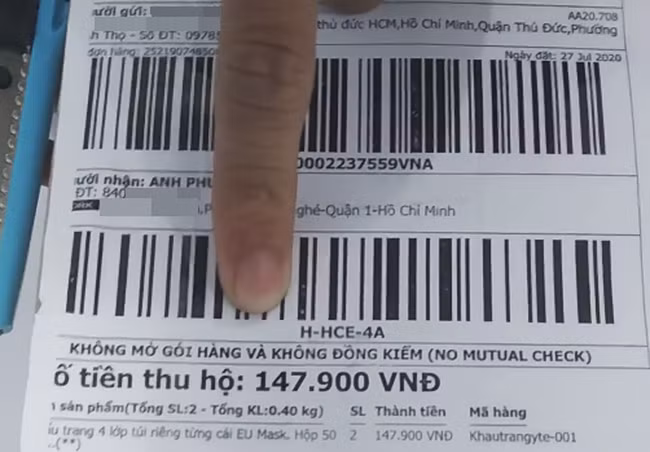 AA20.708
ười gửi:
thủ đức HCM,Hồ Chí Minh,Quận Thủ Đức,Phường
h Thọ - Số ĐT: 0978
đơn hàng: 25219074850
Ngày đặt: 27 Jul 2020
0002237559VNA
ười nhận: ANH PHU
ĐT: 840
ghé-Quận 1-Hồ Chí Minh
H-HCE-4A
KHÔNG MỞ GÓI HÀNG VÀ KHÔNG ĐỒNG KIỂM (NO MUTUAL CHECK)
ố tiền thu hộ: 147.900 VNĐ
sản phẩm(Tổng SL:2 - Tổng KL:0.40 kg) SL Thành tiền Mã hàng
ẩu trang 4 lớp túi riêng từng cái EU Mask. Hộp 50 2 147.900 VNĐ Khautrangyte-001
..(**)